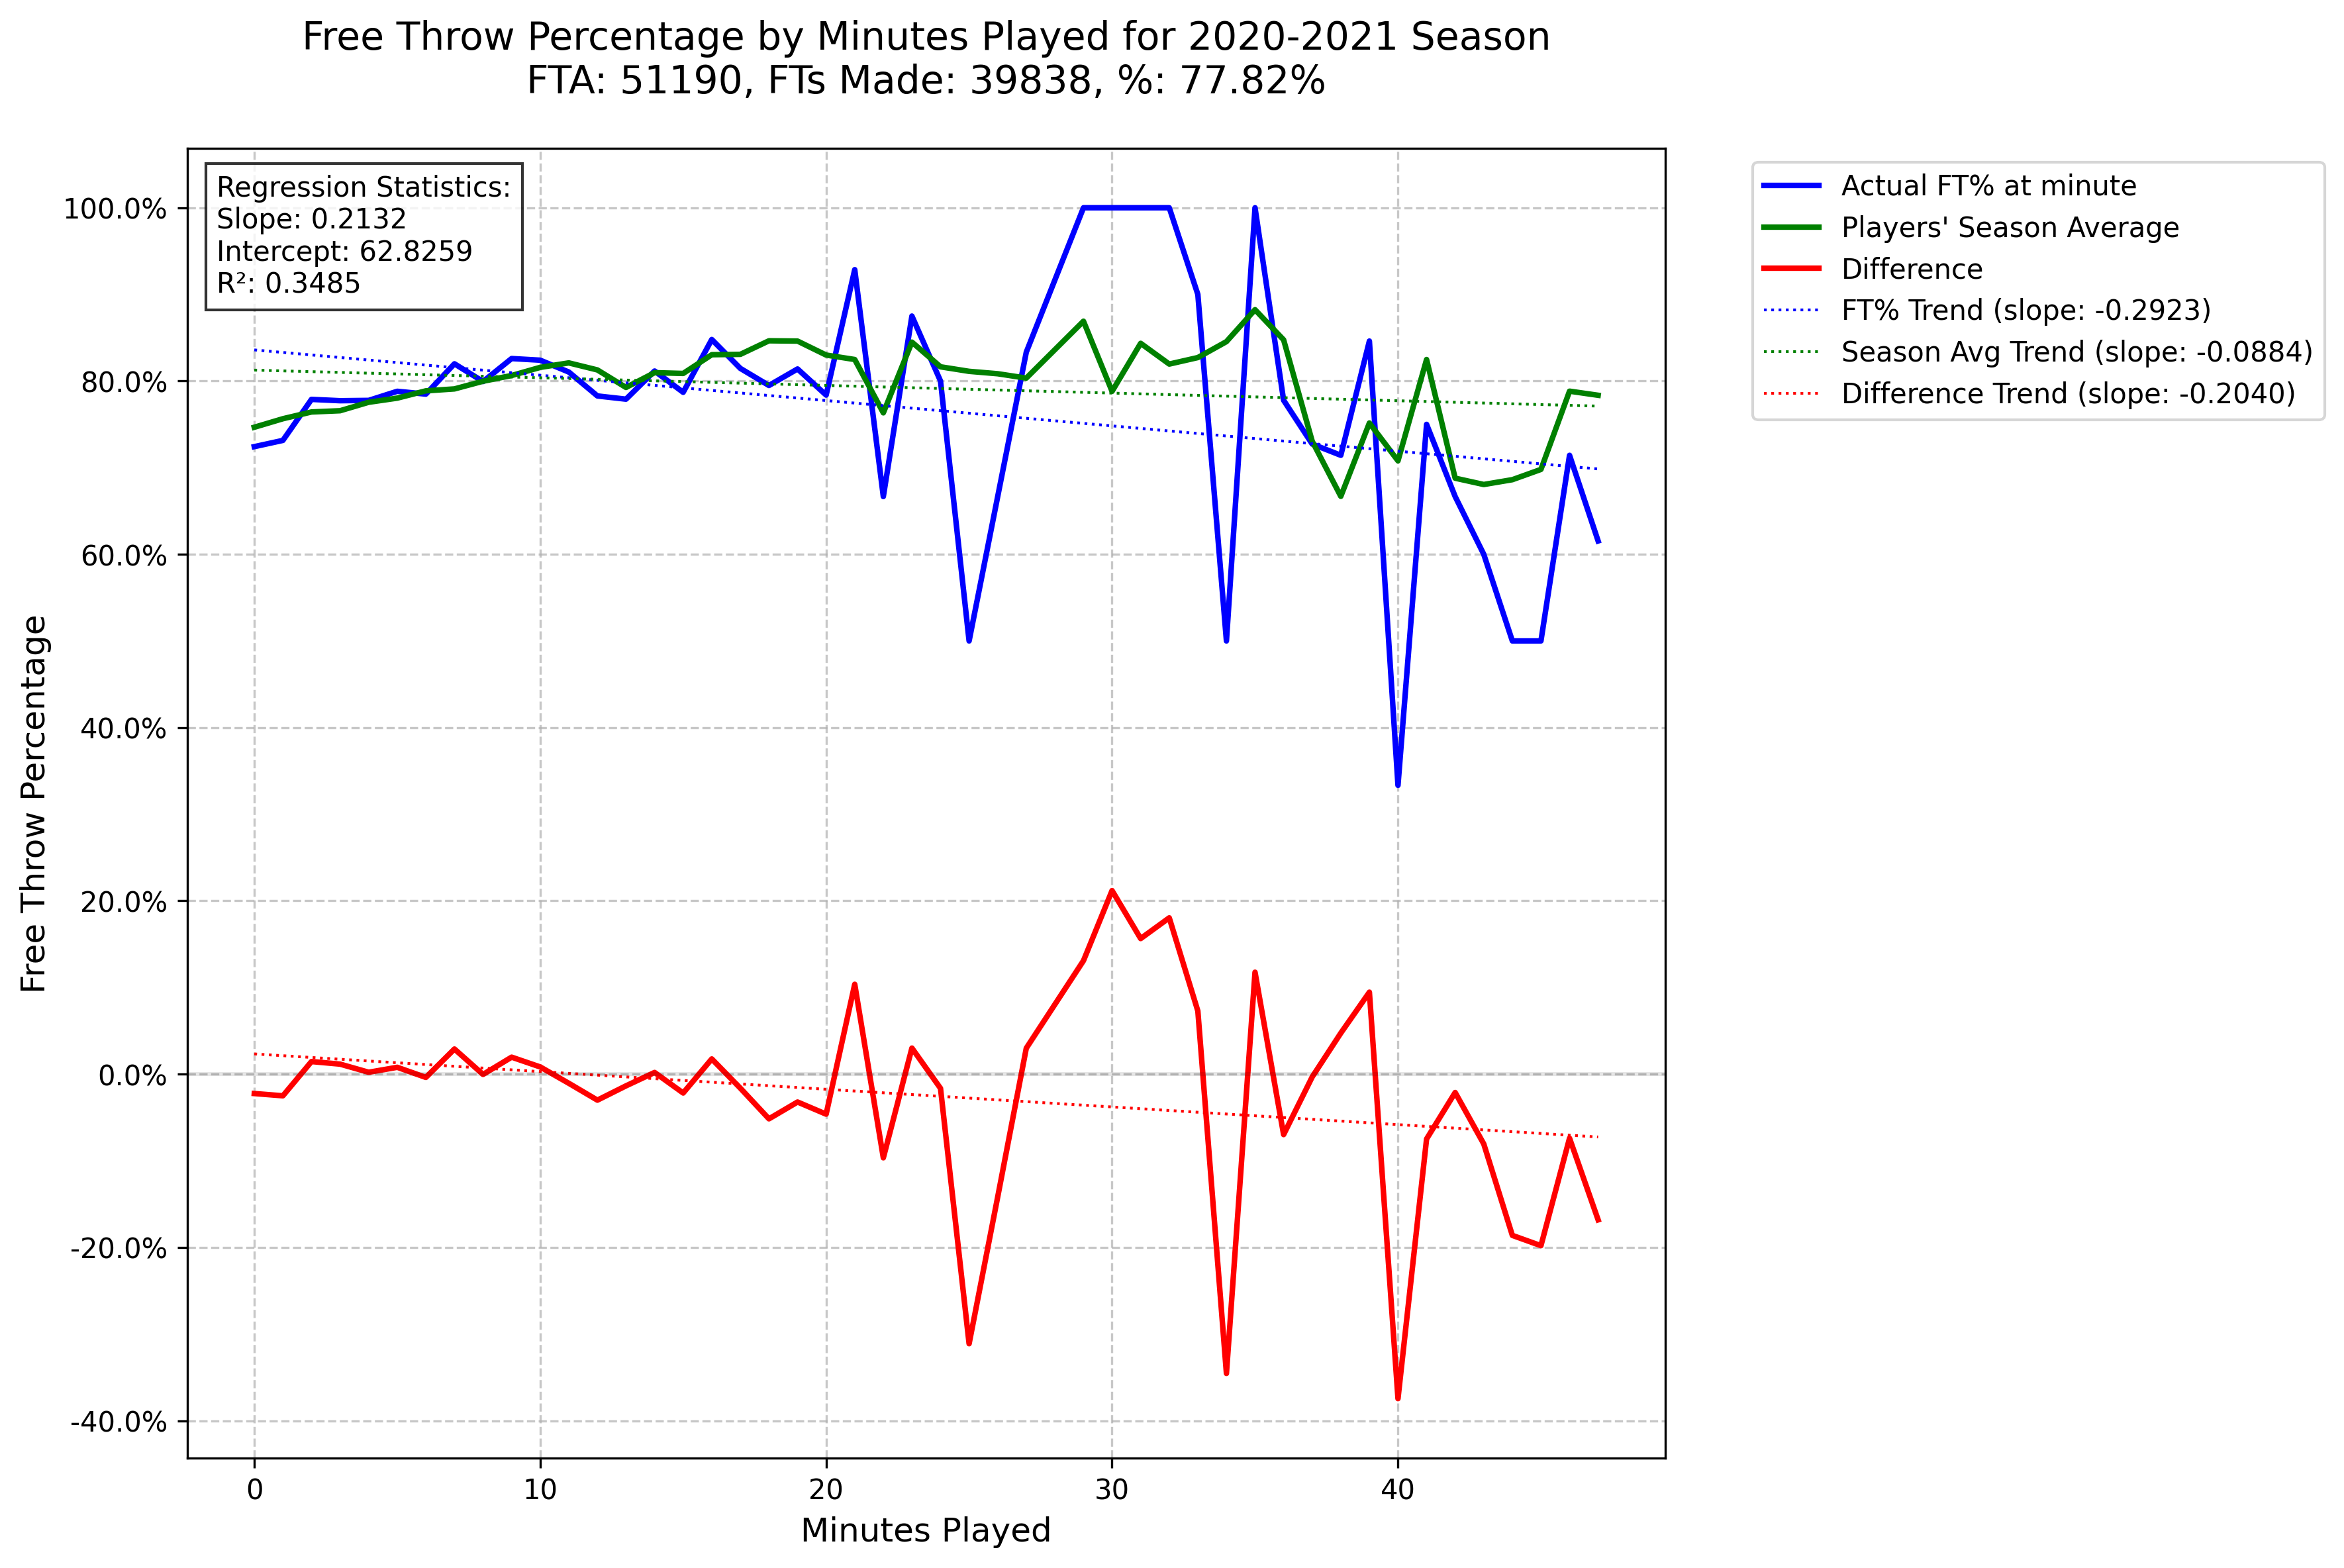 Free Throw Percentage by Minutes Played for 2020-2021 Season
FTA: 51190, FTs Made: 39838, %: 77.82%
Regression Statistics:
Slope: 0.2132
Intercept: 62.8259
R²: 0.3485
Actual FT% at minute
Players' Season Average
Difference
FT% Trend (slope: -0.2923)
Season Avg Trend (slope: -0.0884)
Difference Trend (slope: -0.2040)
Free Throw Percentage
100.0%
80.0%
60.0%
40.0%
20.0%
0.0%
-20.0%
-40.0%
0 10 20 30 40
Minutes Played